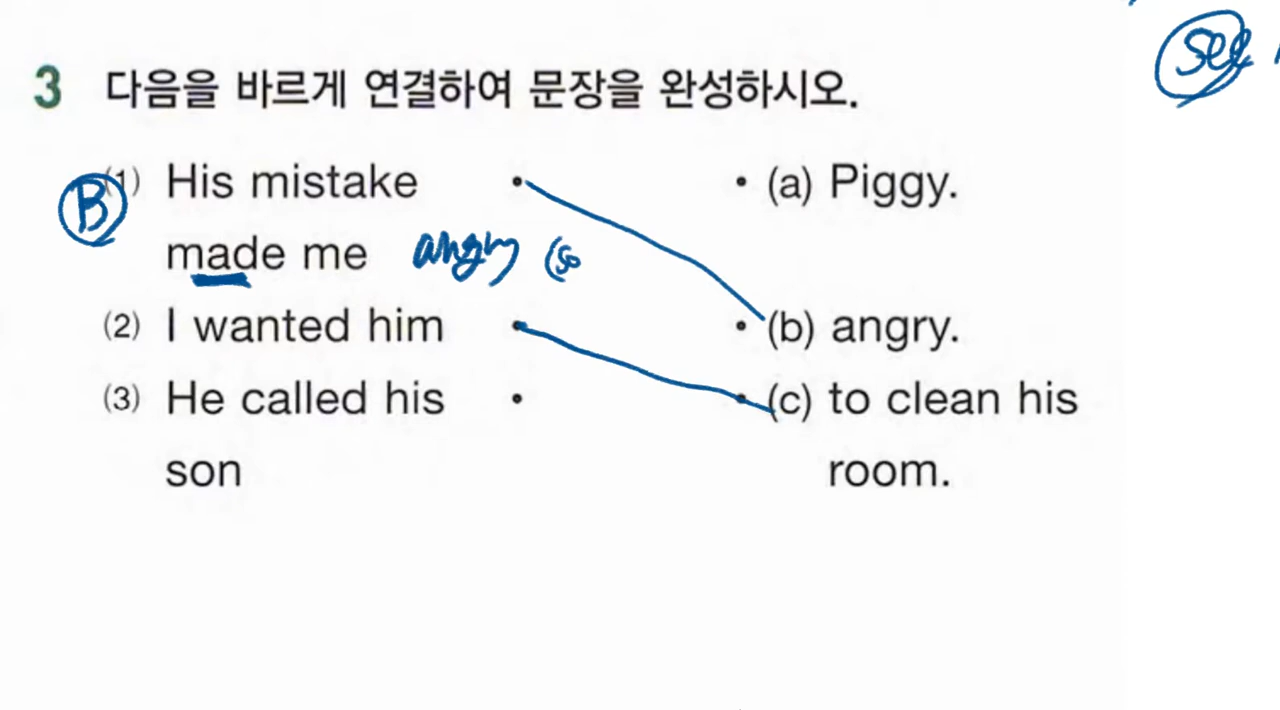 3 다음을 바르게 연결하여 문장을 완성하시오.
(1) His mistake • • (a) Piggy.
B
made me angry (so
(2) I wanted him • • (b) angry.
(3) He called his • • (c) to clean his
son room.